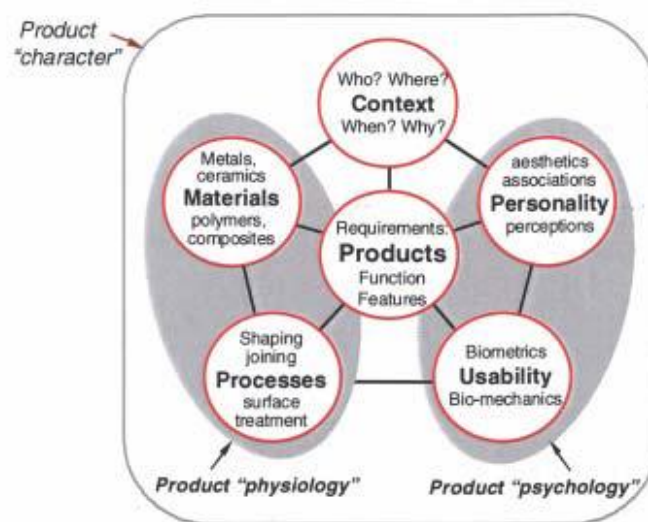 Product
"character"
Who? Where?
Context
When? Why?
Metals,
ceramics
Materials
polymers,
composites
aesthetics
associations
Personality
perceptions
Requirements:
Products
Function
Features
Shaping
joining
Processes
surface
treatment
Biometrics
Usability
Bio-mechanics
Product "physiology"
Product "psychology"